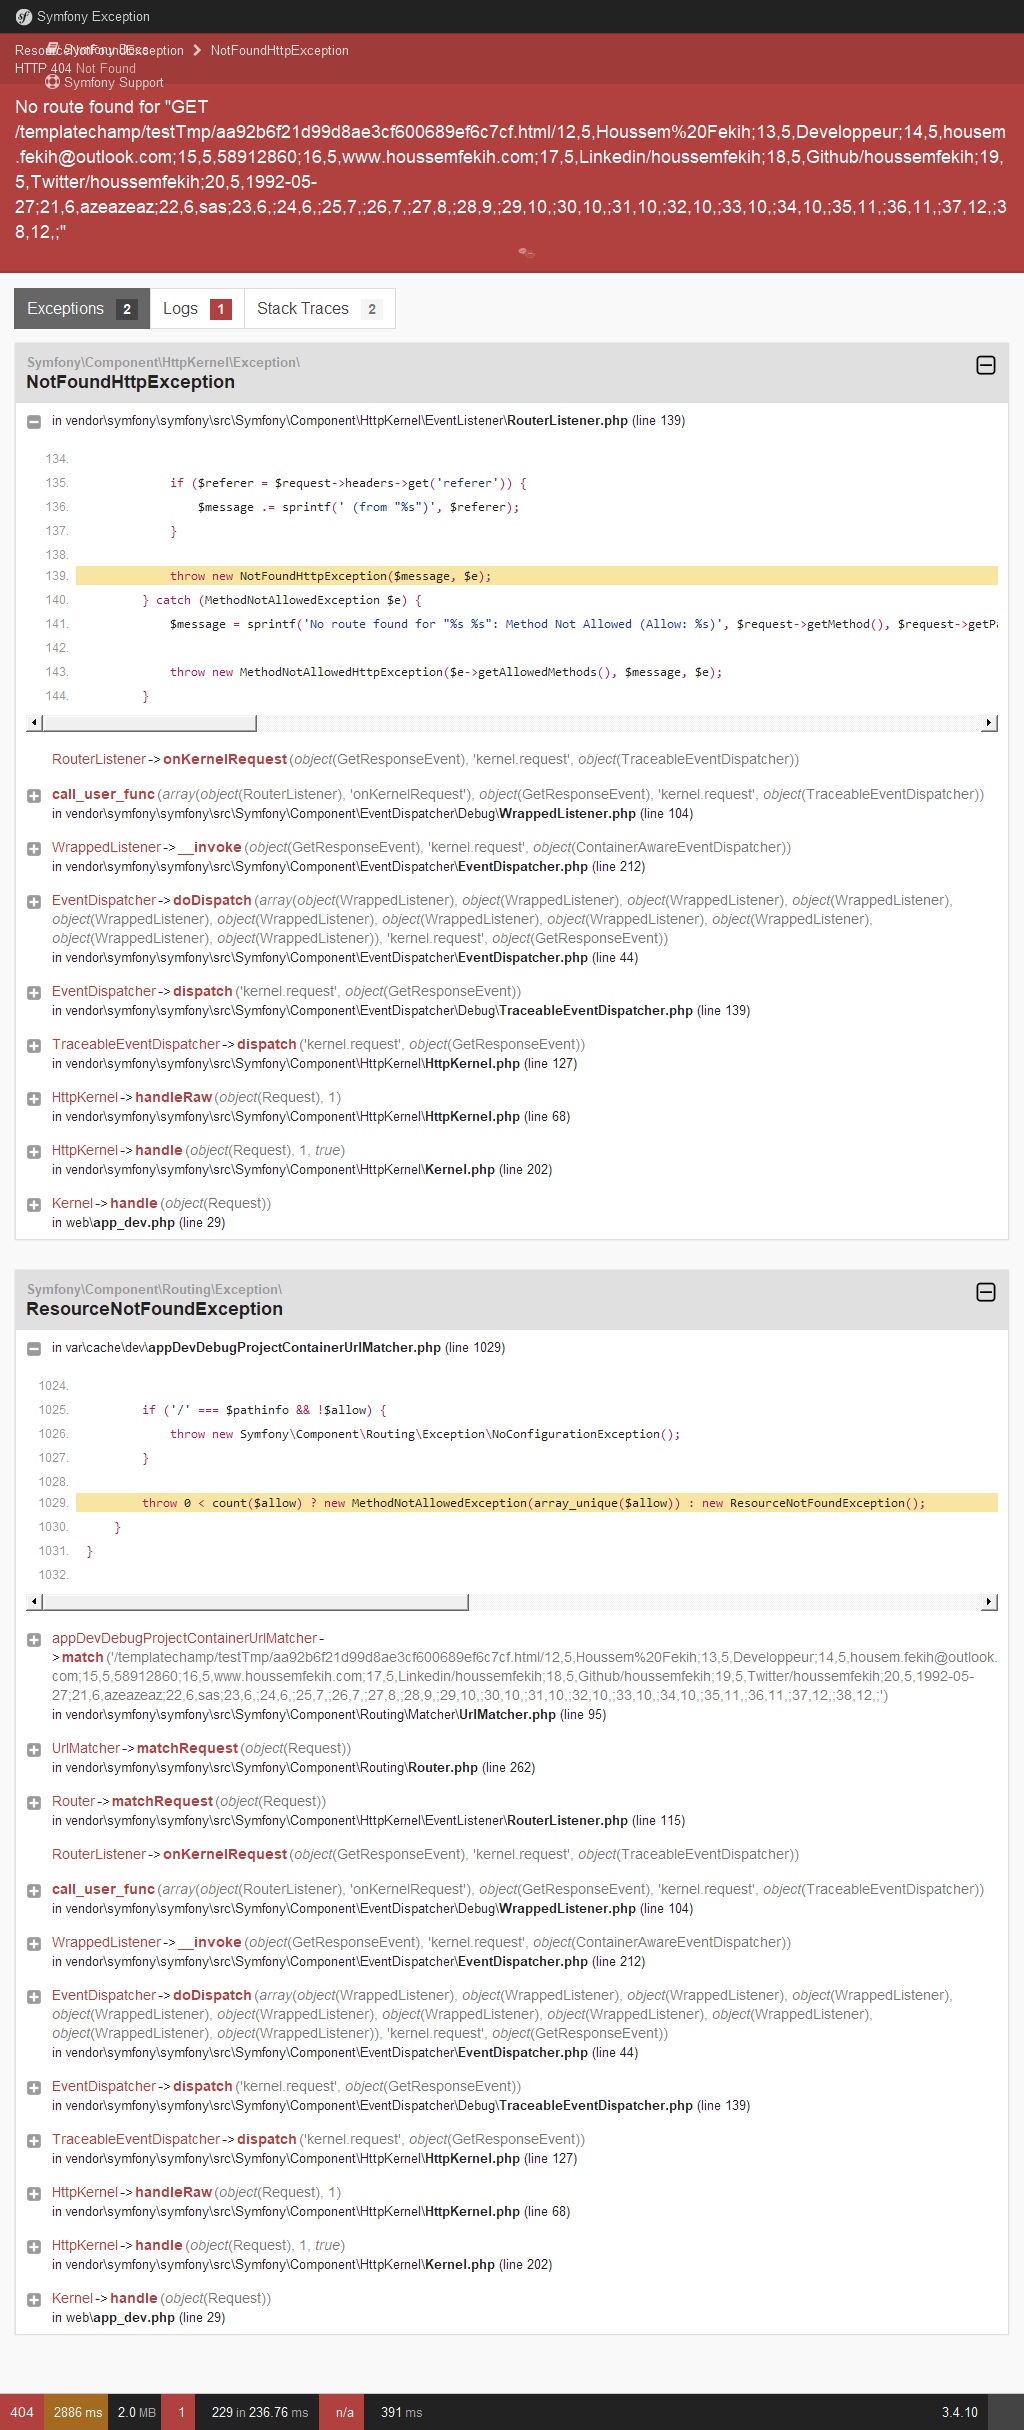 Symfony Exception
Symfony Docs
ResourceNotFoundException NotFoundHttpException
HTTP 404 Not Found
Symfony Support
No route found for "GET
/templatechamp/testTmp/aa92b6f21d99d8ae3cf600689ef6c7cf.html/12,5,Houssem%20Fekih;13,5,Developpeur;14,5,housem
.fekih@outlook.com;15,5,58912860;16,5,www.houssemfekih.com;17,5,Linkedin/houssemfekih;18,5,Github/houssemfekih;19,
5,Twitter/houssemfekih;20,5,1992-05-
27;21,6,azeazeaz;22,6,sas;23,6,;24,6,;25,7,;26,7,;27,8,;28,9,;29,10,;30,10,;31,10,;32,10,;33,10,;34,10,;35,11,;36,11,;37,12,;3
8,12,;"
Exceptions 2 Logs 1 Stack Traces 2
Symfony\Component\HttpKernel\Exception\
NotFoundHttpException
in vendor\symfony\symfony\src\Symfony\Component\HttpKernel\EventListener\RouterListener.php (line 139)
134.
135. if ($referer = $request->headers->get('referer')) {
136. $message .= sprintf(' (from "%s")', $referer);
137. }
138.
139. throw new NotFoundHttpException($message, $e);
140. } catch (MethodNotAllowedException $e) {
141. $message = sprintf('No route found for "%s %s": Method Not Allowed (Allow: %s)', $request->getMethod(), $request->getPa
142.
143. throw new MethodNotAllowedHttpException($e->getAllowedMethods(), $message, $e);
144. }
RouterListener->onKernelRequest(object(GetResponseEvent), 'kernel.request', object(TraceableEventDispatcher))
call_user_func(array(object(RouterListener), 'onKernelRequest'), object(GetResponseEvent), 'kernel.request', object(TraceableEventDispatcher))
in vendor\symfony\symfony\src\Symfony\Component\EventDispatcher\Debug\WrappedListener.php (line 104)
WrappedListener->__invoke(object(GetResponseEvent), 'kernel.request', object(ContainerAwareEventDispatcher))
in vendor\symfony\symfony\src\Symfony\Component\EventDispatcher\EventDispatcher.php (line 212)
EventDispatcher->doDispatch(array(object(WrappedListener), object(WrappedListener), object(WrappedListener), object(WrappedListener),
object(WrappedListener), object(WrappedListener), object(WrappedListener), object(WrappedListener), object(WrappedListener),
object(WrappedListener), object(WrappedListener)), 'kernel.request', object(GetResponseEvent))
in vendor\symfony\symfony\src\Symfony\Component\EventDispatcher\EventDispatcher.php (line 44)
EventDispatcher->dispatch('kernel.request', object(GetResponseEvent))
in vendor\symfony\symfony\src\Symfony\Component\EventDispatcher\Debug\TraceableEventDispatcher.php (line 139)
TraceableEventDispatcher->dispatch('kernel.request', object(GetResponseEvent))
in vendor\symfony\symfony\src\Symfony\Component\HttpKernel\HttpKernel.php (line 127)
HttpKernel->handleRaw(object(Request), 1)
in vendor\symfony\symfony\src\Symfony\Component\HttpKernel\HttpKernel.php (line 68)
HttpKernel->handle(object(Request), 1, true)
in vendor\symfony\symfony\src\Symfony\Component\HttpKernel\Kernel.php (line 202)
Kernel->handle(object(Request))
in web\app_dev.php (line 29)
Symfony\Component\Routing\Exception\
ResourceNotFoundException
in var\cache\dev\appDevDebugProjectContainerUrlMatcher.php (line 1029)
1024.
1025. if ('/' === $pathinfo && !$allow) {
1026. throw new Symfony\Component\Routing\Exception\NoConfigurationException();
1027. }
1028.
1029. throw 0 < count($allow) ? new MethodNotAllowedException(array_unique($allow)) : new ResourceNotFoundException();
1030. }
1031. }
1032.
appDevDebugProjectContainerUrlMatcher-
>match('/templatechamp/testTmp/aa92b6f21d99d8ae3cf600689ef6c7cf.html/12,5,Houssem%20Fekih;13,5,Developpeur;14,5,housem.fekih@outlook.
com;15,5,58912860;16,5,www.houssemfekih.com;17,5,Linkedin/houssemfekih;18,5,Github/houssemfekih;19,5,Twitter/houssemfekih;20,5,1992-05-
27;21,6,azeazeaz;22,6,sas;23,6,;24,6,;25,7,;26,7,;27,8,;28,9,;29,10,;30,10,;31,10,;32,10,;33,10,;34,10,;35,11,;36,11,;37,12,;38,12,;')
in vendor\symfony\symfony\src\Symfony\Component\Routing\Matcher\UrlMatcher.php (line 95)
UrlMatcher->matchRequest(object(Request))
in vendor\symfony\symfony\src\Symfony\Component\Routing\Router.php (line 262)
Router->matchRequest(object(Request))
in vendor\symfony\symfony\src\Symfony\Component\HttpKernel\EventListener\RouterListener.php (line 115)
RouterListener->onKernelRequest(object(GetResponseEvent), 'kernel.request', object(TraceableEventDispatcher))
call_user_func(array(object(RouterListener), 'onKernelRequest'), object(GetResponseEvent), 'kernel.request', object(TraceableEventDispatcher))
in vendor\symfony\symfony\src\Symfony\Component\EventDispatcher\Debug\WrappedListener.php (line 104)
WrappedListener->__invoke(object(GetResponseEvent), 'kernel.request', object(ContainerAwareEventDispatcher))
in vendor\symfony\symfony\src\Symfony\Component\EventDispatcher\EventDispatcher.php (line 212)
EventDispatcher->doDispatch(array(object(WrappedListener), object(WrappedListener), object(WrappedListener), object(WrappedListener),
object(WrappedListener), object(WrappedListener), object(WrappedListener), object(WrappedListener), object(WrappedListener),
object(WrappedListener), object(WrappedListener)), 'kernel.request', object(GetResponseEvent))
in vendor\symfony\symfony\src\Symfony\Component\EventDispatcher\EventDispatcher.php (line 44)
EventDispatcher->dispatch('kernel.request', object(GetResponseEvent))
in vendor\symfony\symfony\src\Symfony\Component\EventDispatcher\Debug\TraceableEventDispatcher.php (line 139)
TraceableEventDispatcher->dispatch('kernel.request', object(GetResponseEvent))
in vendor\symfony\symfony\src\Symfony\Component\HttpKernel\HttpKernel.php (line 127)
HttpKernel->handleRaw(object(Request), 1)
in vendor\symfony\symfony\src\Symfony\Component\HttpKernel\HttpKernel.php (line 68)
HttpKernel->handle(object(Request), 1, true)
in vendor\symfony\symfony\src\Symfony\Component\HttpKernel\Kernel.php (line 202)
Kernel->handle(object(Request))
in web\app_dev.php (line 29)
404 2886 ms 2.0 MB 1 229 in 236.76 ms n/a 391 ms 3.4.10